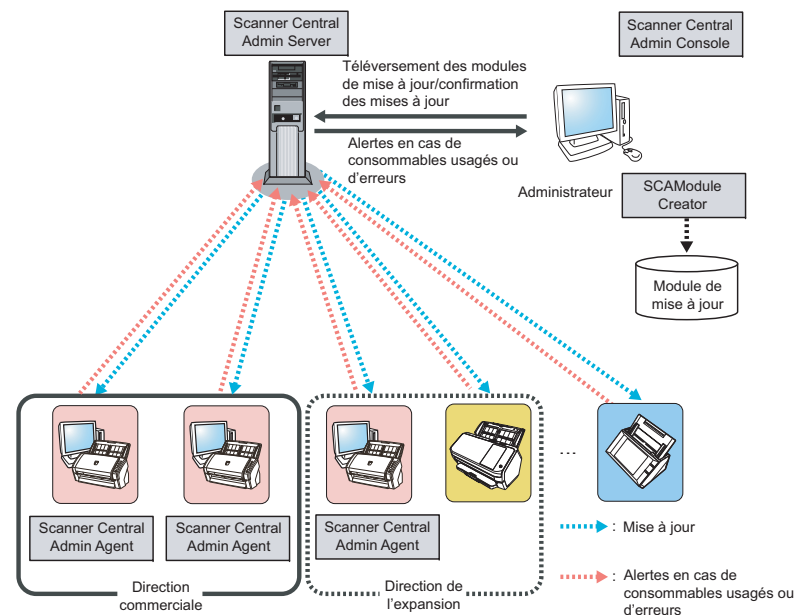 Scanner Central
Admin Server
Scanner Central
Admin Console
Téléversement des modules
de mise à jour/confirmation
des mises à jour
Alertes en cas de
consommables usagés ou
d'erreurs
Administrateur
SCAModule
Creator
Module de
mise à jour
...
Scanner Central
Admin Agent
Scanner Central
Admin Agent
Scanner Central
Admin Agent
Direction
commerciale
Direction de
l'expansion
: Mise à jour
: Alertes en cas de
consommables usagés ou
d'erreurs